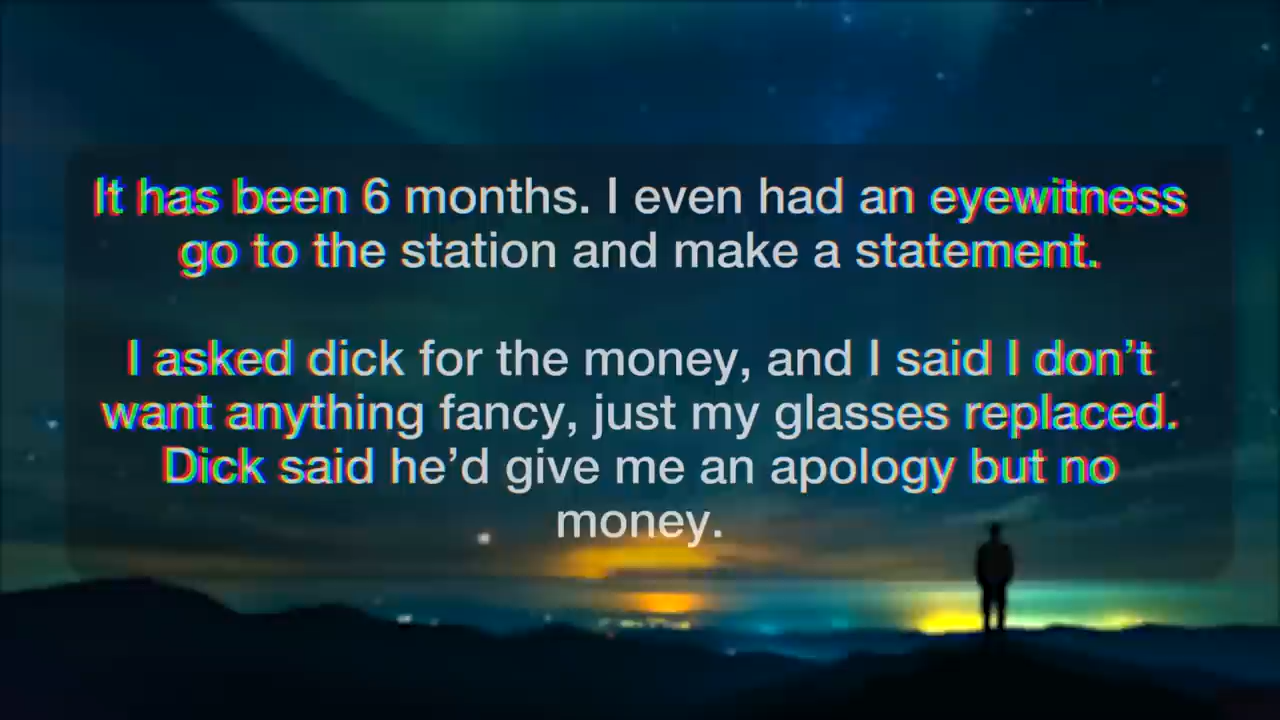 It has been 6 months. I even had an eyewitness
go to the station and make a statement.
I asked dick for the money, and I said I don’t
want anything fancy, just my glasses replaced.
Dick said he’d give me an apology but no
money.